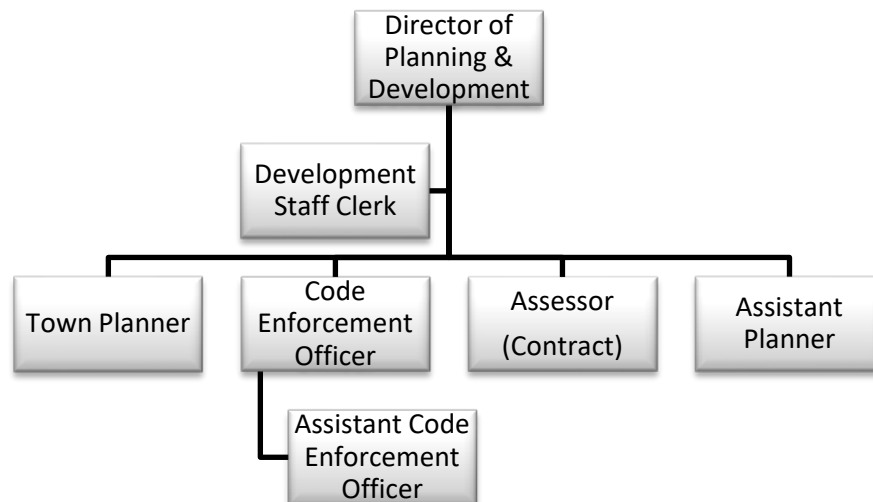 Director of
Planning &
Development
Development
Staff Clerk
Town Planner
Code
Enforcement
Officer
Assessor
(Contract)
Assistant
Planner
Assistant Code
Enforcement
Officer